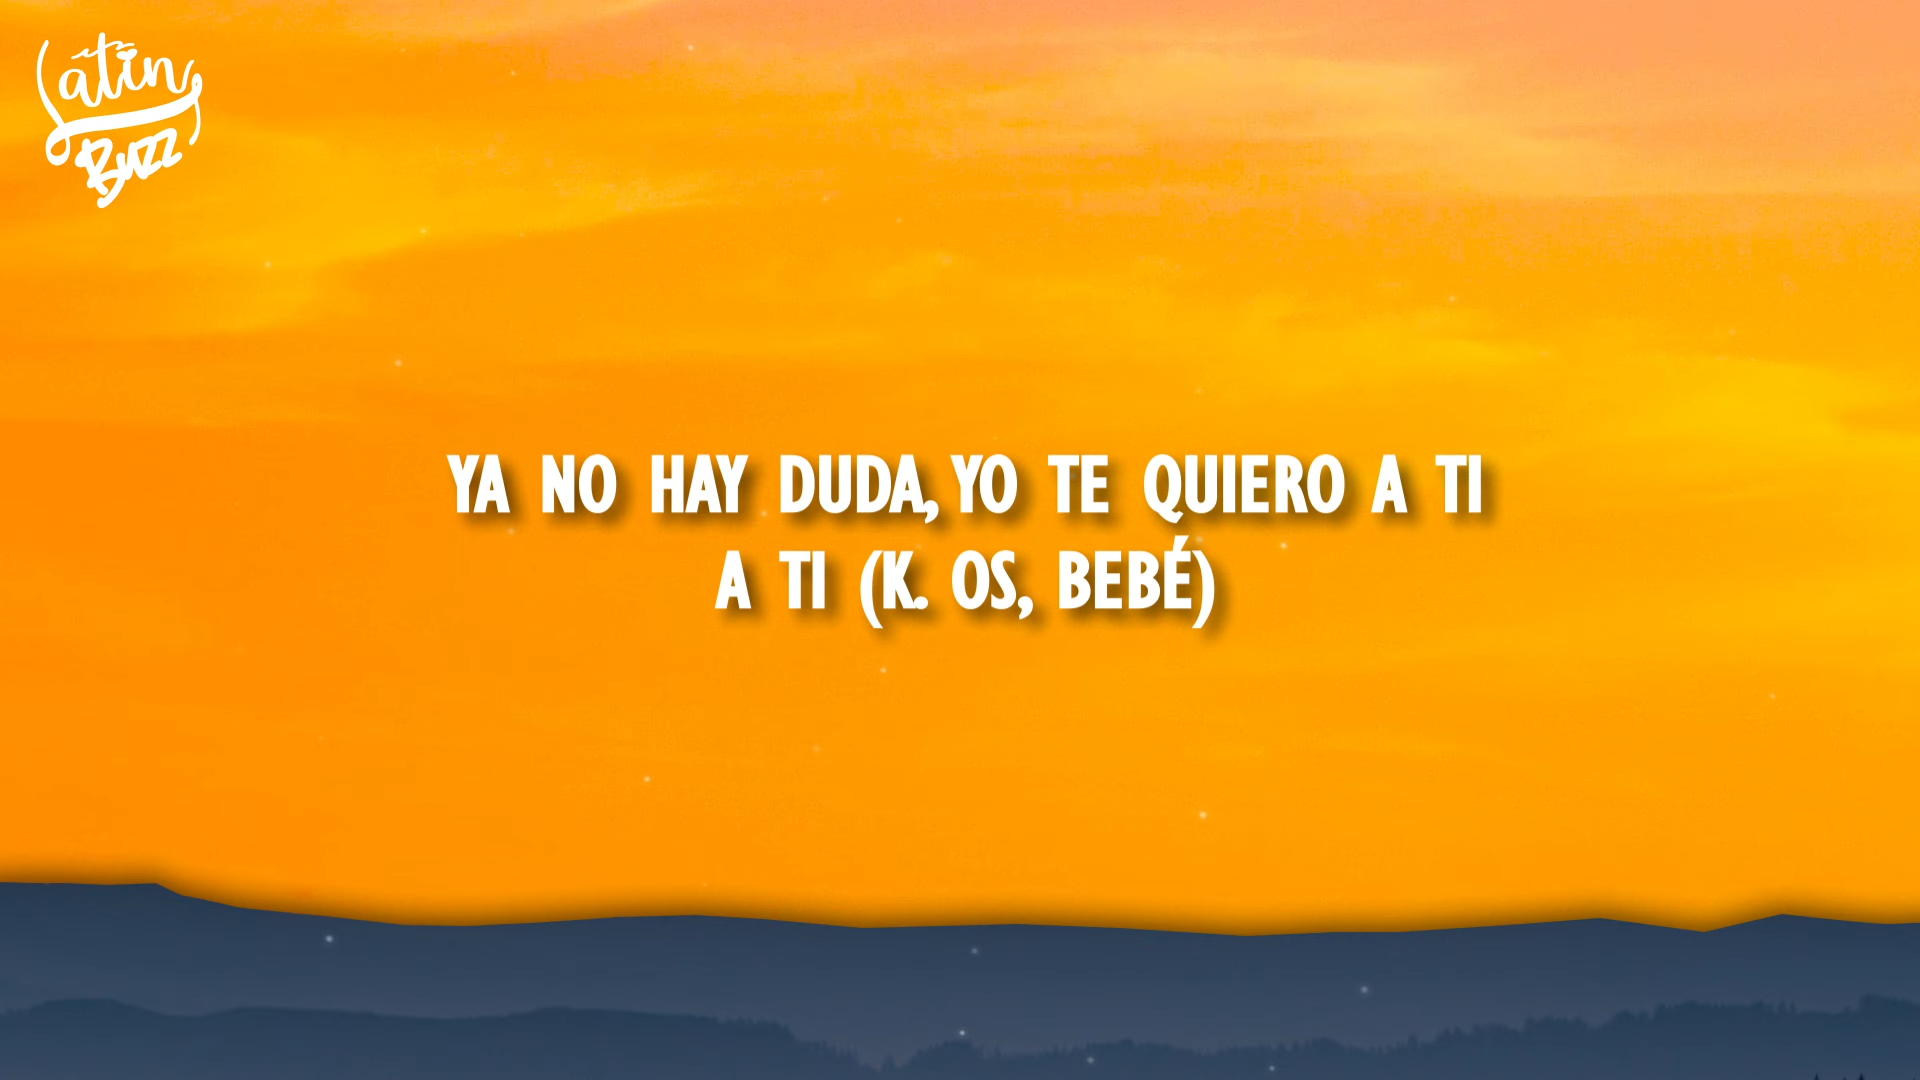 Latin
Buzz
YA NO HAY DUDA, YO TE QUIERO A TI
A TI (K. OS, BEBÉ)